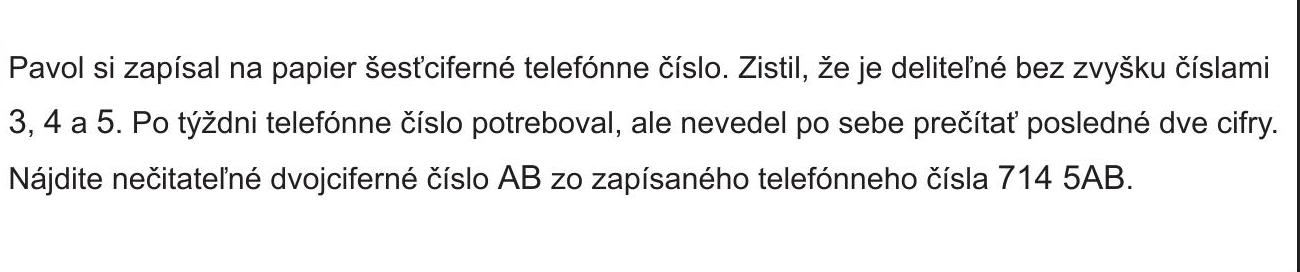 Pavol si zapísal na papier šesťciferné telefónne číslo. Zistil, že je deliteľné bez zvyšku číslami
3, 4 a 5. Po týždni telefónne číslo potreboval, ale nevedel po sebe prečítať posledné dve cifry.
Nájdite nečitateľné dvojciferné číslo AB zo zapísaného telefónneho čísla 714 5AB.